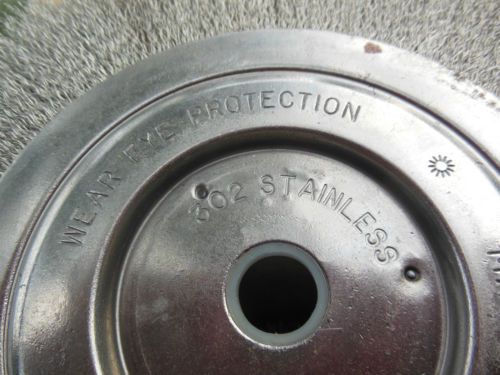 WEAR EYE PROTECTION
302 STAINLESS